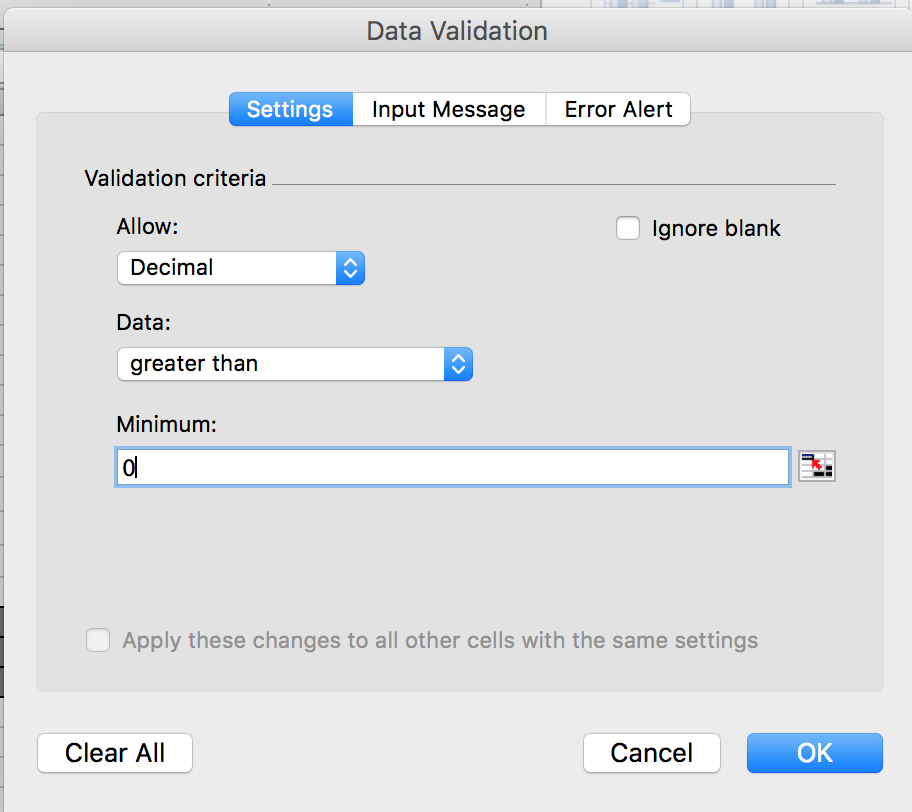 Data Validation
Settings Input Message Error Alert
Validation criteria
Allow:
Ignore blank
Decimal
Data:
greater than
Minimum:
0
Apply these changes to all other cells with the same settings
Clear All Cancel OK